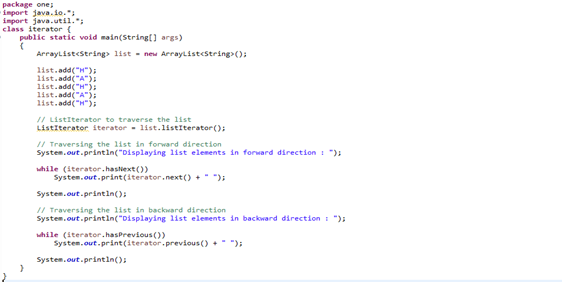 package one;
import java.io.*;
import java.util.*;
class iterator {
public static void main(String[] args)
{
ArrayList<String> list = new ArrayList<String>();
list.add("H");
list.add("A");
list.add("H");
list.add("A");
list.add("H");
// ListIterator to traverse the list
ListIterator iterator = list.listIterator();
// Traversing the list in forward direction
System.out.println("Displaying list elements in forward direction : ");
while (iterator.hasNext())
System.out.print(iterator.next() + " ");
System.out.println();
// Traversing the list in backward direction
System.out.println("Displaying list elements in backward direction : ");
while (iterator.hasPrevious())
System.out.print(iterator.previous() + " ");
System.out.println();
}
}